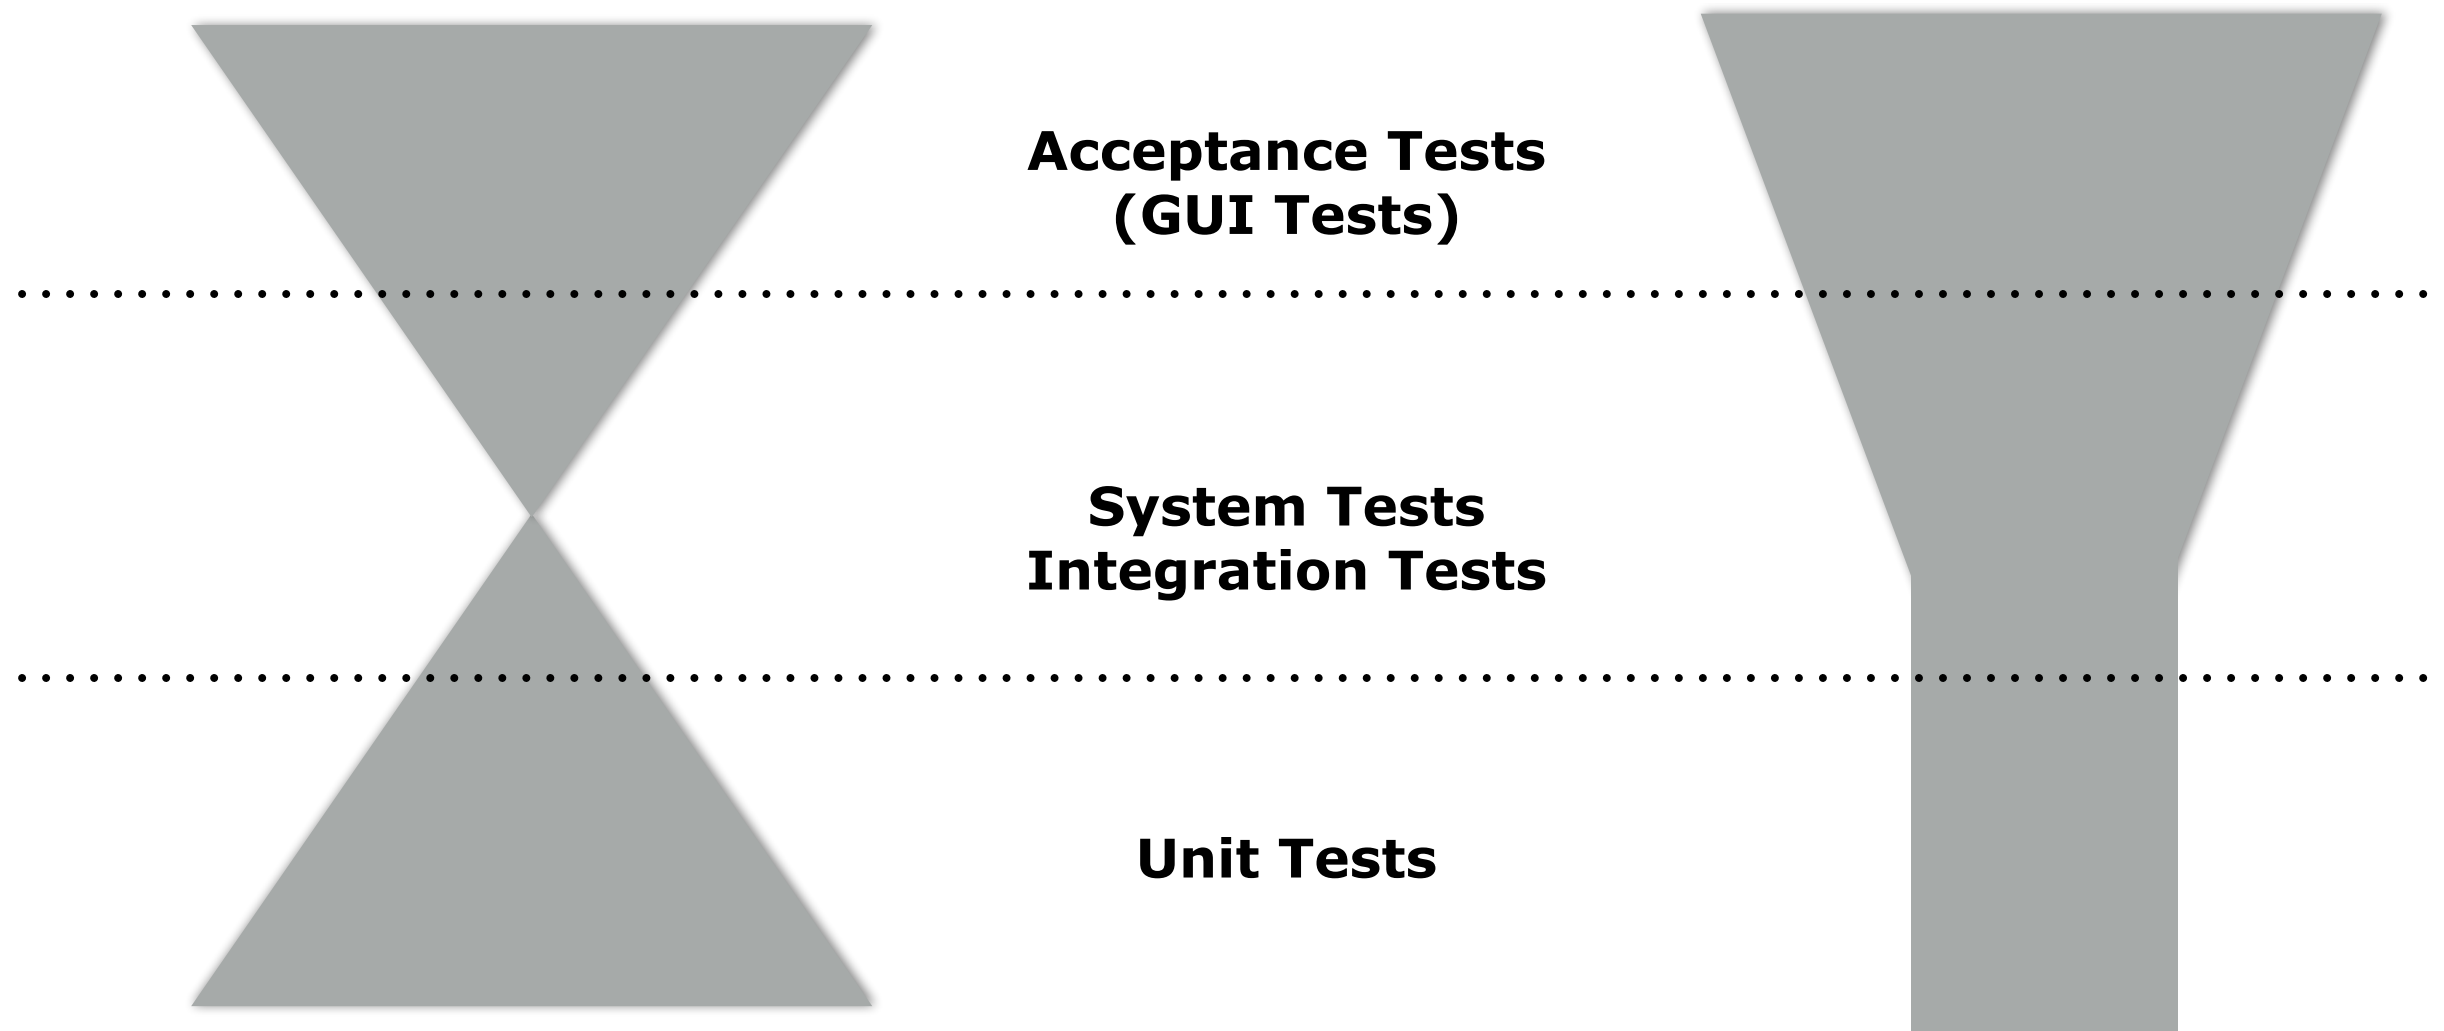 Acceptance Tests
(GUI Tests)
System Tests
Integration Tests
Unit Tests